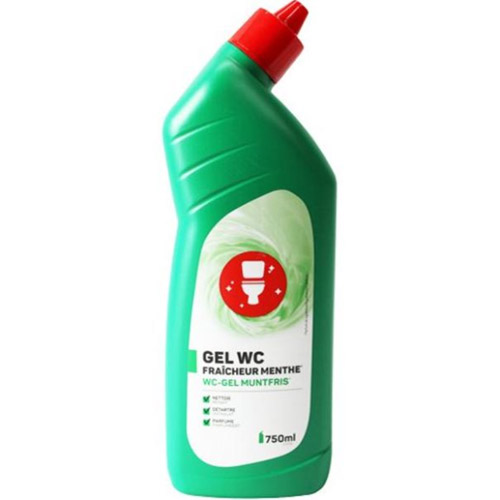 GEL WC
FRAÎCHEUR MENTHE*
WC-GEL MUNTFRIS*
NETTOIE
DÉTARTRE
PARFUME
750ml